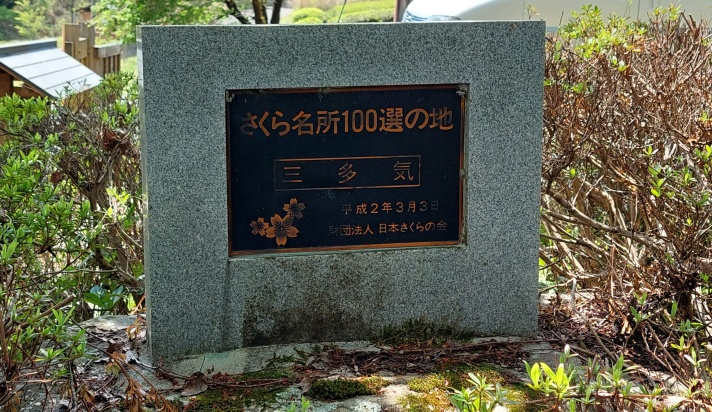 さくら名所100選の地
三多気
平成2年3月3日
財団法人 日本さくらの会